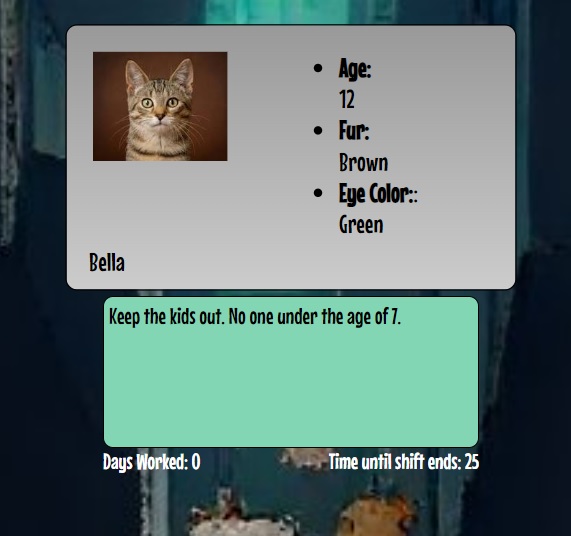 Age:
12
Fur:
Brown
Eye Color::
Green
Bella
Keep the kids out. No one under the age of 7.
Days Worked: 0
Time until shift ends: 25